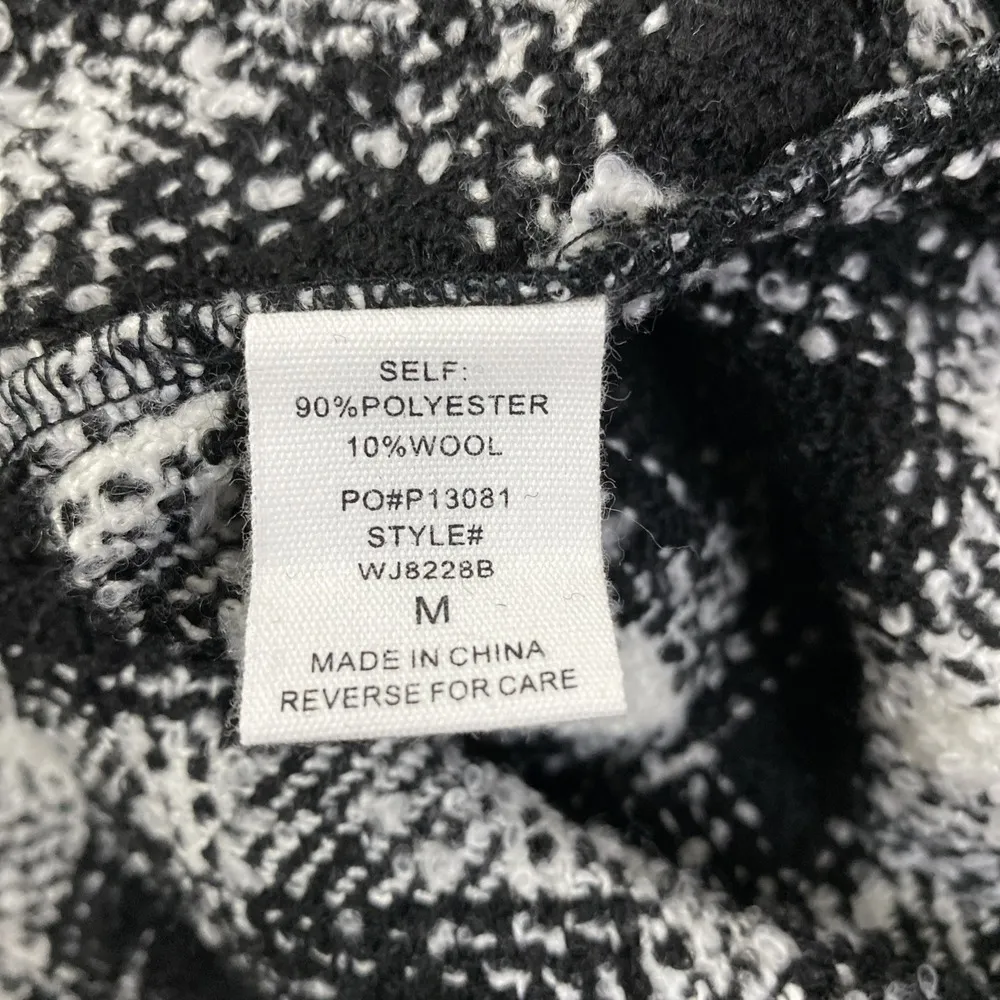 SELF:
90%POLYESTER
10%WOOL
PO#P13081
STYLE#
WJ8228B
M
MADE IN CHINA
REVERSE FOR CARE